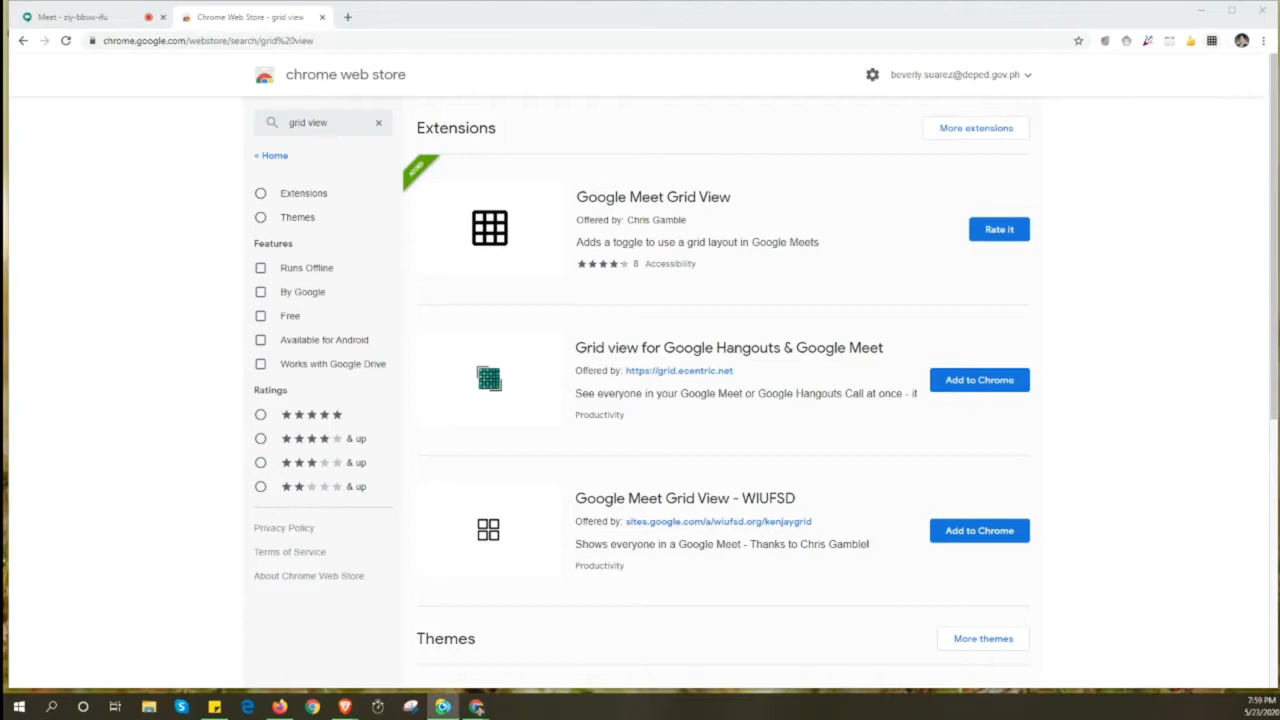 Meet - ziy-bbvw-ifu
Chrome Web Store - grid view
chrome.google.com/webstore/search/grid%20view
chrome web store
beverly.suarez@deped.gov.ph
grid view
« Home
Extensions
Themes
Features
Runs Offline
By Google
Free
Available for Android
Works with Google Drive
Ratings
& up
& up
& up
Privacy Policy
Terms of Service
About Chrome Web Store
Extensions
More extensions
ADDED
Google Meet Grid View
Offered by: Chris Gamble
Adds a toggle to use a grid layout in Google Meets
8 Accessibility
Rate it
Grid view for Google Hangouts & Google Meet
Offered by: https://grid.ecentric.net
See everyone in your Google Meet or Google Hangouts Call at once - it
Productivity
Add to Chrome
Google Meet Grid View - WIUFSD
Offered by: sites.google.com/a/wiufsd.org/kenjaygrid
Shows everyone in a Google Meet - Thanks to Chris Gamble!
Productivity
Add to Chrome
Themes
More themes
7:59 PM
5/23/2020